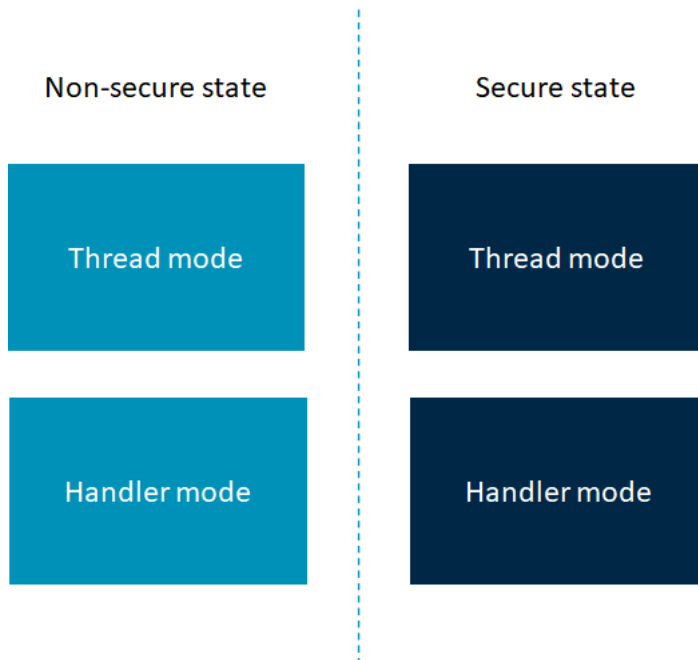 Non-secure state
Secure state
Thread mode
Thread mode
Handler mode
Handler mode